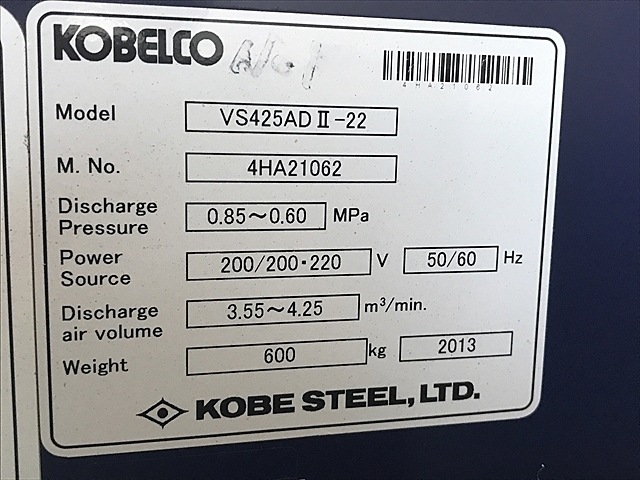 KOBELCO
4HA21062
Model VS425ADⅡ-22
M. No. 4HA21062
Discharge Pressure 0.85～0.60 MPa
Power Source 200/200・220 V 50/60 Hz
Discharge air volume 3.55～4.25 m³/min.
Weight 600 kg 2013
KOBE STEEL, LTD.